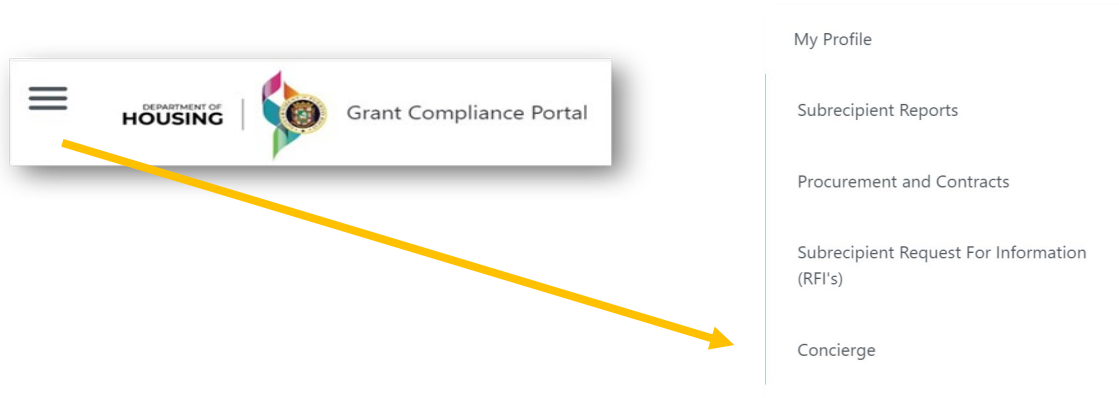 DEPARTMENT OF
HOUSING
Grant Compliance Portal
My Profile
Subrecipient Reports
Procurement and Contracts
Subrecipient Request For Information
(RFI's)
Concierge